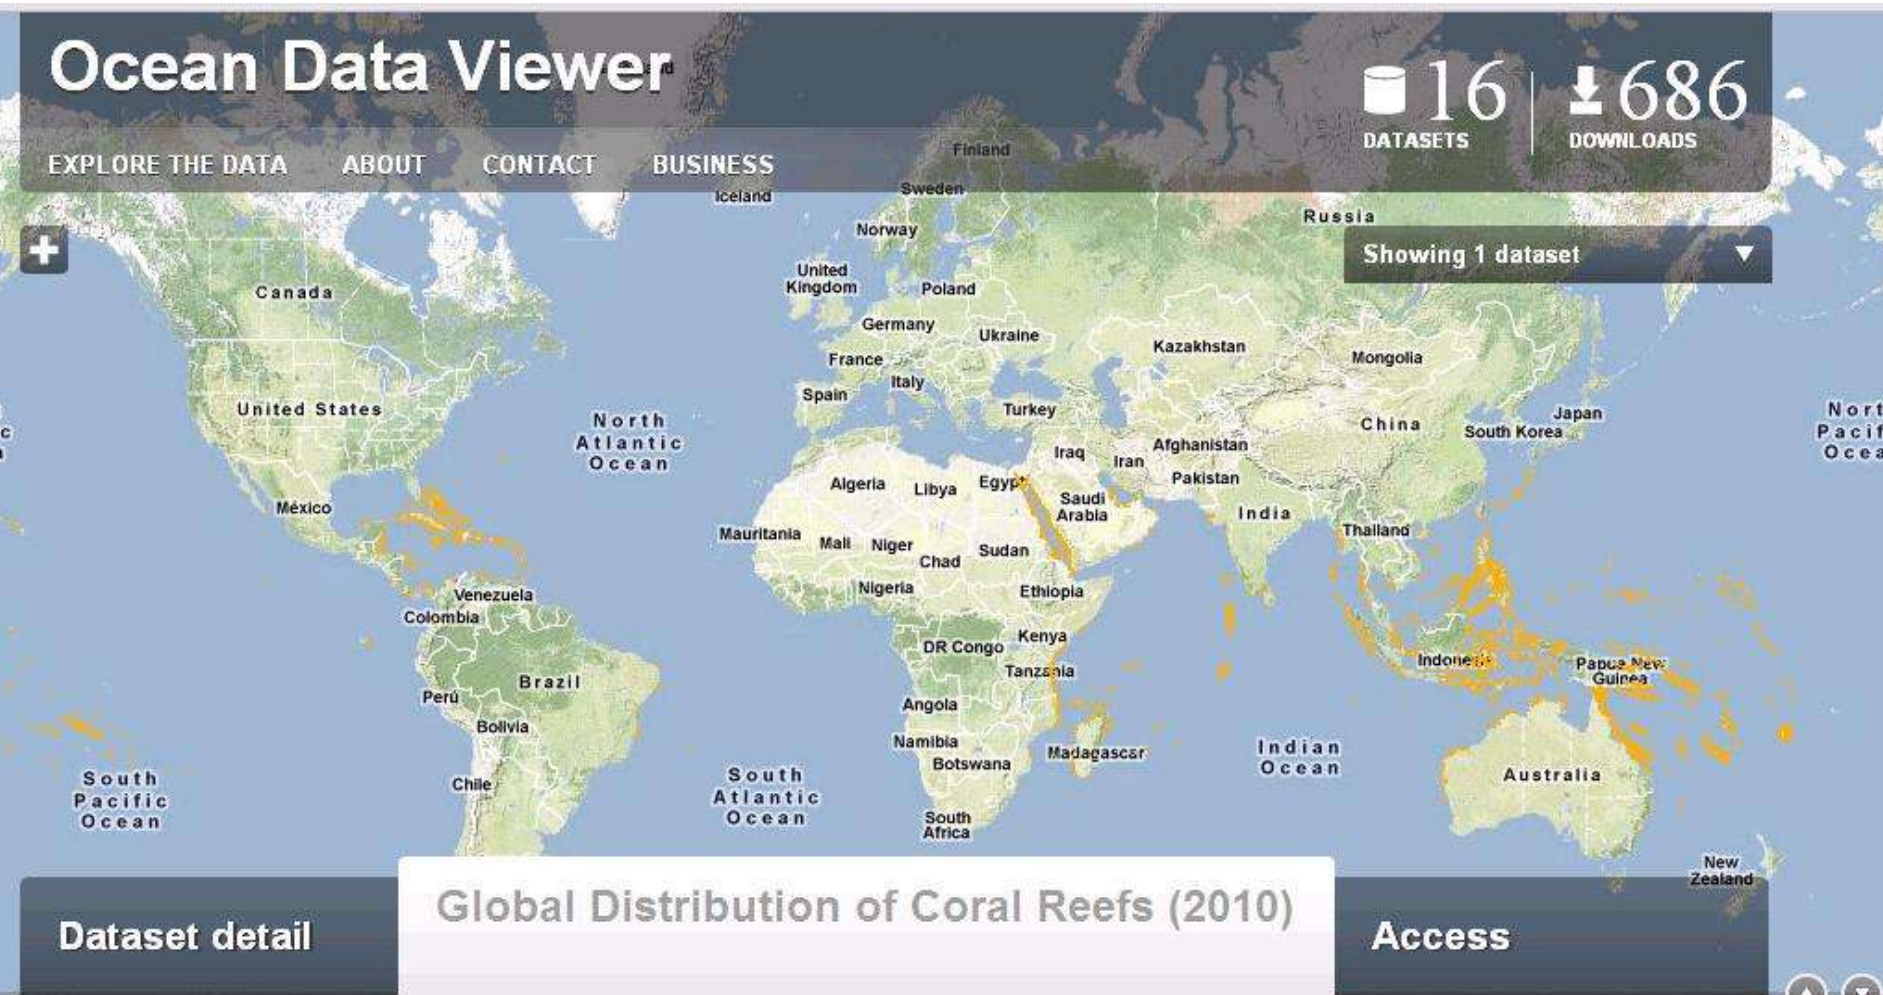 Ocean Data Viewer
16
DATASETS
686
DOWNLOADS
EXPLORE THE DATA ABOUT CONTACT BUSINESS
Showing 1 dataset
Finland
Sweden
Iceland
Norway
Russia
United
Kingdom
Poland
Canada
Germany
Ukraine
France
Kazakhstan
Mongolia
Italy
Spain
United States
Turkey
North
Atlantic
Ocean
China
Japan
South Korea
Iraq
Iran
Afghanistan
Pakistan
Algeria
Libya
Egypt
Saudi
Arabia
México
India
Thailand
Mauritania
Mali
Niger
Chad
Sudan
Nigeria
Ethiopia
Venezuela
Colombia
DR Congo
Kenya
Tanzania
Indonesia
Papua New
Guinea
Brazil
Perú
Angola
Bolivia
Namibia
Botswana
Madagascar
Indian
Ocean
Australia
South
Pacific
Ocean
Chile
South
Atlantic
Ocean
South
Africa
New
Zealand
Nort
Pacif
Ocea
c
Dataset detail
Global Distribution of Coral Reefs (2010)
Access